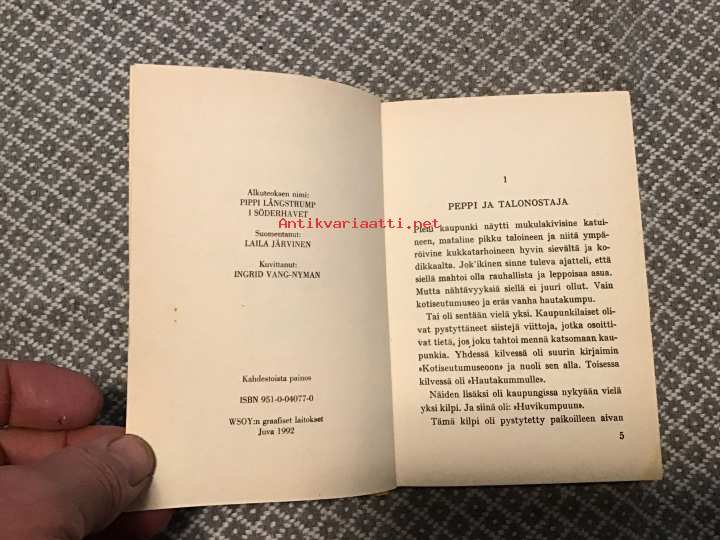 Alkuteoksen nimi:
PIPPI LÅNGSTRUMP
I SÖDERHAVET
Suomentanut:
LAILA JÄRVINEN
Kuvittanut:
INGRID VANG-NYMAN
Kahdestoista painos
ISBN 951-0-04077-0
WSOY:n graafiset laitokset
Juva 1992
Antikvariaatti.net
1
PEPPI JA TALONOSTAJA
Pieni kaupunki näytti mukulakivisine katui-
neen, mataline pikku taloineen ja niitä ympä-
röivine kukkatarhoineen hyvin sievältä ja ko-
dikkaalta. Jok'ikinen sinne tuleva ajatteli, että
siellä mahtoi olla rauhallista ja leppoisaa asua.
Mutta nähtävyyksiä siellä ei juuri ollut. Vain
kotiseutumuseo ja eräs vanha hautakumpu.
Tai oli sentään vielä yksi. Kaupunkilaiset oli-
vat pystyttäneet siistejä viittoja, jotka osoitti-
vat tietä, jos joku tahtoi mennä katsomaan kau-
punkia. Yhdessä kilvessä oli suurin kirjaimin
»Kotiseutumuseoon» ja nuoli sen alla. Toisessa
kilvessä oli »Hautakummulle».
Näiden lisäksi oli kaupungissa nykyään vielä
yksi kilpi. Ja siinä oli: »Huvikumpuun».
Tämä kilpi oli pystytetty paikoilleen aivan
5